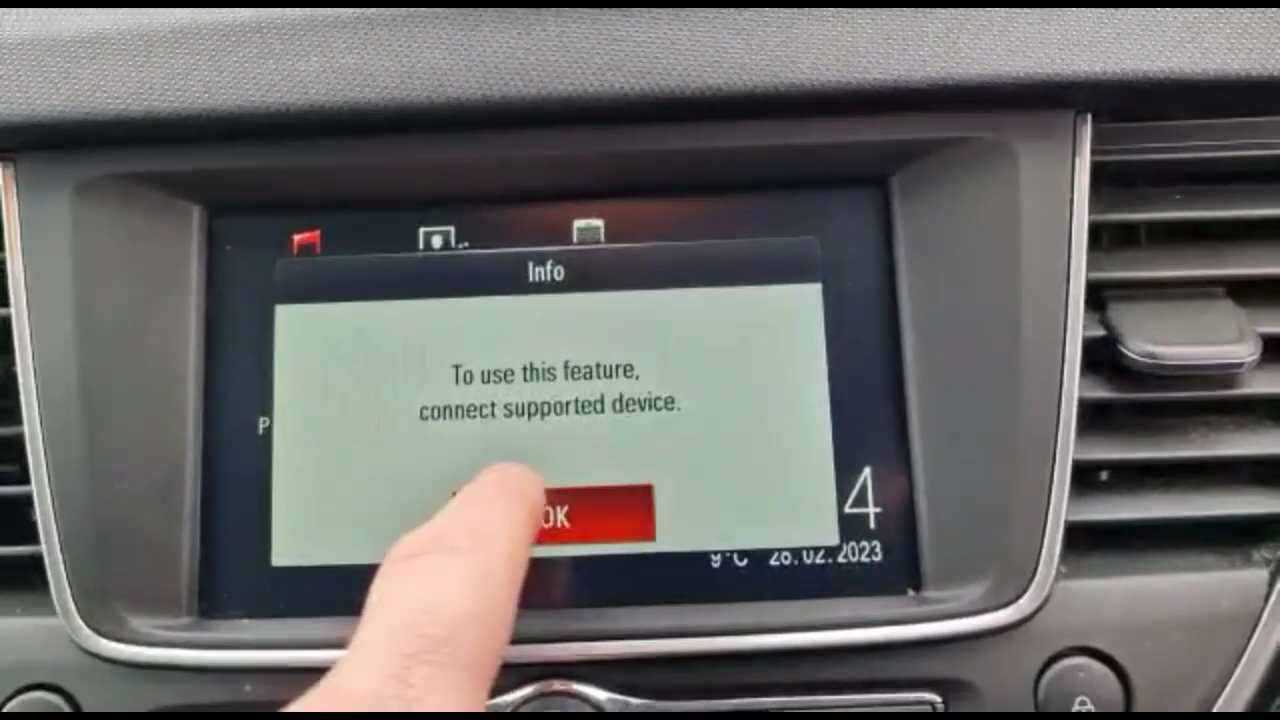 Info
To use this feature,
connect supported device.
P
OK
4
9°C 28.02.2023